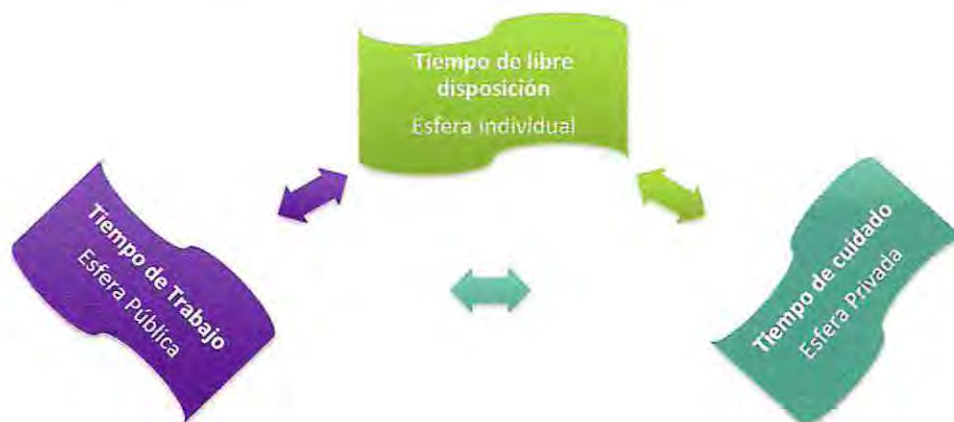 Tiempo de libre
disposición
Esfera individual
Tiempo de Trabajo
Esfera Pública
Tiempo de cuidado
Esfera Privada